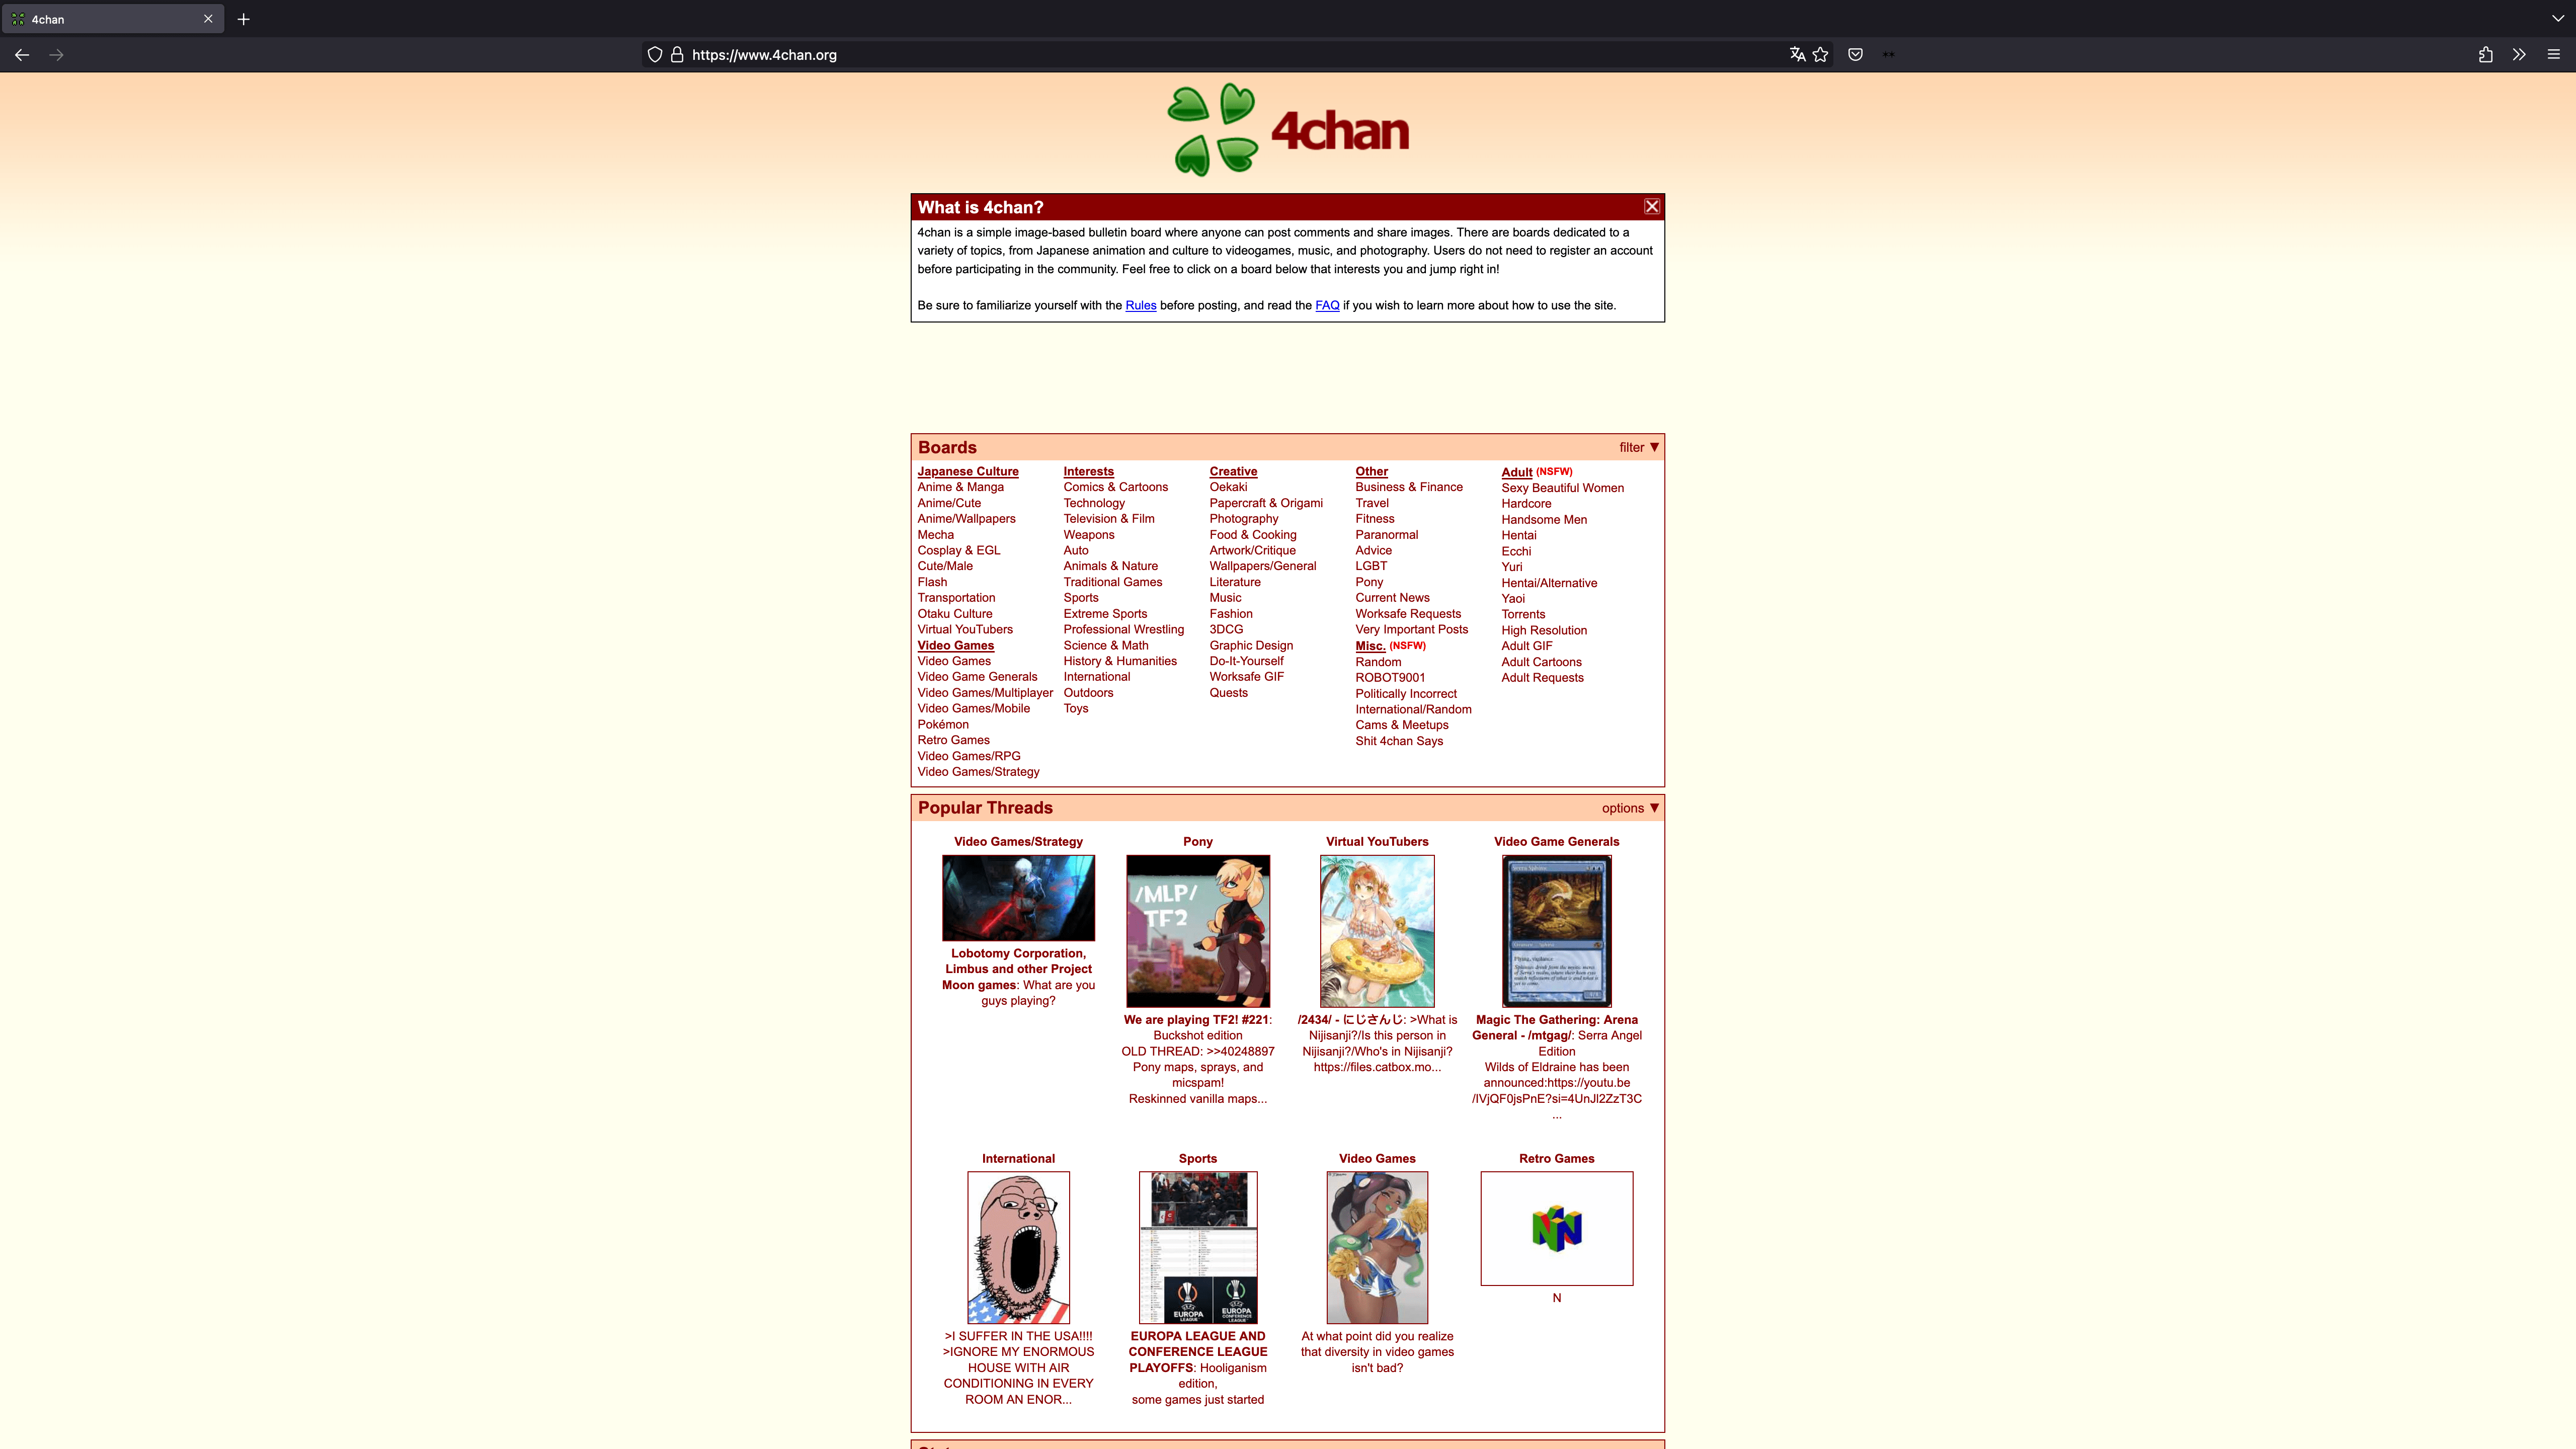 4chan
https://www.4chan.org
4chan
What is 4chan?
4chan is a simple image-based bulletin board where anyone can post comments and share images. There are boards dedicated to a
variety of topics, from Japanese animation and culture to videogames, music, and photography. Users do not need to register an account
before participating in the community. Feel free to click on a board below that interests you and jump right in!
Be sure to familiarize yourself with the Rules before posting, and read the FAQ if you wish to learn more about how to use the site.
Boards
filter ▼
Japanese Culture
Anime & Manga
Anime/Cute
Anime/Wallpapers
Mecha
Cosplay & EGL
Cute/Male
Flash
Transportation
Otaku Culture
Virtual YouTubers
Video Games
Video Games
Video Game Generals
Video Games/Multiplayer
Video Games/Mobile
Pokémon
Retro Games
Video Games/RPG
Video Games/Strategy
Interests
Comics & Cartoons
Technology
Television & Film
Weapons
Auto
Animals & Nature
Traditional Games
Sports
Extreme Sports
Professional Wrestling
Science & Math
History & Humanities
International
Outdoors
Toys
Creative
Oekaki
Papercraft & Origami
Photography
Food & Cooking
Artwork/Critique
Wallpapers/General
Literature
Music
Fashion
3DCG
Graphic Design
Do-It-Yourself
Worksafe GIF
Quests
Other
Business & Finance
Travel
Fitness
Paranormal
Advice
LGBT
Pony
Current News
Worksafe Requests
Very Important Posts
Misc. (NSFW)
Random
ROBOT9001
Politically Incorrect
International/Random
Cams & Meetups
Shit 4chan Says
Adult (NSFW)
Sexy Beautiful Women
Hardcore
Handsome Men
Hentai
Ecchi
Yuri
Hentai/Alternative
Yaoi
Torrents
High Resolution
Adult GIF
Adult Cartoons
Adult Requests
Popular Threads
options ▼
Video Games/Strategy
Lobotomy Corporation,
Limbus and other Project
Moon games: What are you
guys playing?
Pony
/MLP/
TF2
We are playing TF2! #221:
Buckshot edition
OLD THREAD: >>40248897
Pony maps, sprays, and
micspam!
Reskinned vanilla maps...
Virtual YouTubers
/2434/ - にじさんじ: >What is
Nijisanji?/Is this person in
Nijisanji?/Who's in Nijisanji?
https://files.catbox.mo...
Video Game Generals
Flying, vigilance
Magic The Gathering: Arena
General - /mtgag/: Serra Angel
Edition
Wilds of Eldraine has been
announced:https://youtu.be
/IVjQF0jsPnE?si=4UnJl2ZzT3C
...
International
>I SUFFER IN THE USA!!!!
>IGNORE MY ENORMOUS
HOUSE WITH AIR
CONDITIONING IN EVERY
ROOM AN ENOR...
Sports
EUROPA
LEAGUE
EUROPA
CONFERENCE
LEAGUE
EUROPA LEAGUE AND
CONFERENCE LEAGUE
PLAYOFFS: Hooliganism
edition,
some games just started
Video Games
At what point did you realize
that diversity in video games
isn't bad?
Retro Games
N